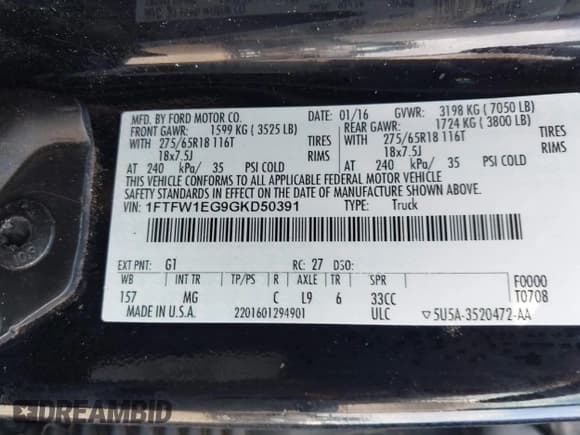 MFD. BY FORD MOTOR CO.
DATE: 01/16 GVWR: 3198 KG ( 7050 LB)
FRONT GAWR: 1599 KG ( 3525 LB) REAR GAWR: 1724 KG ( 3800 LB)
WITH 275/65R18 116T TIRES WITH 275/65R18 116T TIRES
18x7.5J RIMS 18x7.5J RIMS
AT 240 kPa/ 35 PSI COLD AT 240 kPa/ 35 PSI COLD
THIS VEHICLE CONFORMS TO ALL APPLICABLE FEDERAL MOTOR VEHICLE
SAFETY STANDARDS IN EFFECT ON THE DATE OF MANUFACTURE SHOWN ABOVE.
VIN: 1FTFW1EG9GKD50391 TYPE: Truck
EXT PNT: G1 RC: 27 DSO:
WB INT TR TP/PS R AXLE TR SPR F0000
157 MG C L9 6 33CC T0708
MADE IN U.S.A. 2201601294901 ULC ▽5U5A-3520472-AA
DREAMBID